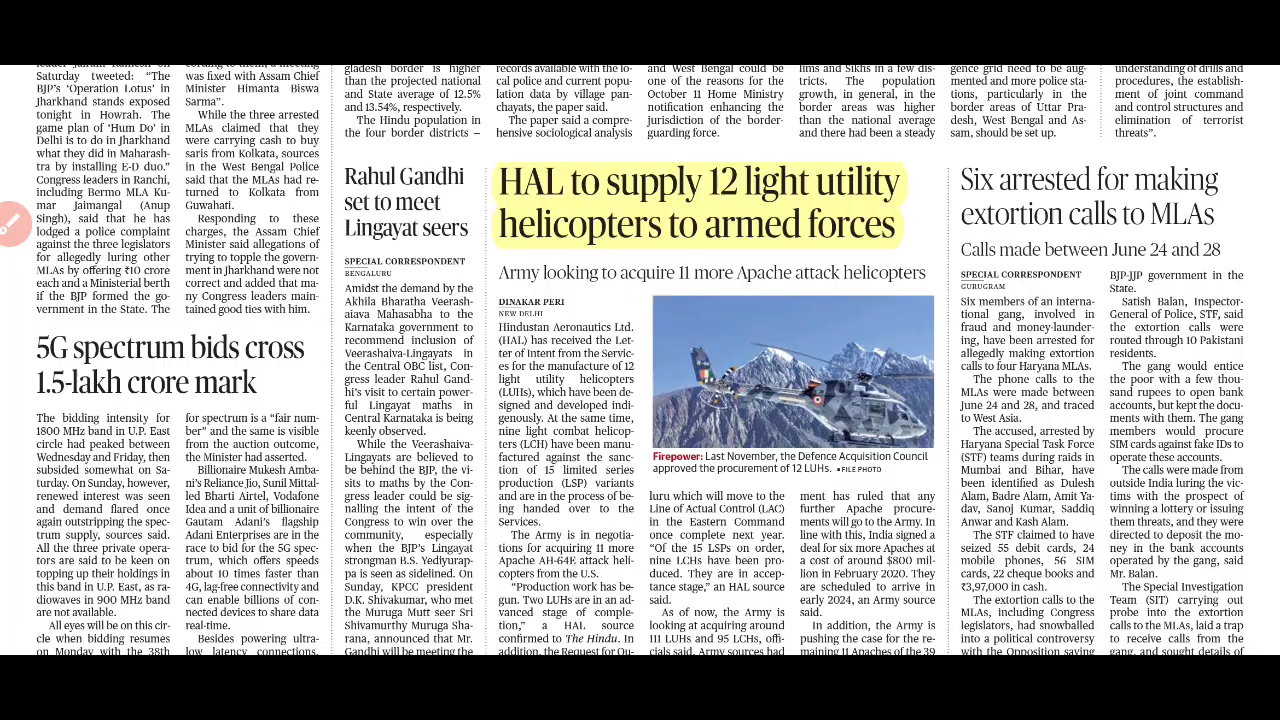 Saturday tweeted: “The
BJP’s ‘Operation Lotus’ in
Jharkhand stands exposed
tonight in Howrah. The
game plan of ‘Hum Do’ in
Delhi is to do in Jharkhand
what they did in Maharash-
tra by installing E-D duo.”
Congress leaders in Ranchi,
including Bermo MLA Ku-
mar Jaimangal (Anup
Singh), said that he has
lodged a police complaint
against the three legislators
for allegedly luring other
MLAs by offering ₹10 crore
each and a Ministerial berth
if the BJP formed the go-
vernment in the State. The
was fixed with Assam Chief
Minister Himanta Biswa
Sarma”.
While the three arrested
MLAs claimed that they
were carrying cash to buy
saris from Kolkata, sources
in the West Bengal Police
said that the MLAs had re-
turned to Kolkata from
Guwahati.
Responding to these
charges, the Assam Chief
Minister said allegations of
trying to topple the govern-
ment in Jharkhand were not
correct and added that ma-
ny Congress leaders main-
tained good ties with him.
5G spectrum bids cross
1.5-lakh crore mark
The bidding intensity for
1800 MHz band in U.P. East
circle had peaked between
Wednesday and Friday, then
subsided somewhat on Sa-
turday. On Sunday, however,
renewed interest was seen
and demand flared once
again outstripping the spec-
trum supply, sources said.
All the three private opera-
tors are said to be keen on
topping up their holdings in
this band in U.P. East, as ra-
diowaves in 900 MHz band
are not available.
All eyes will be on this cir-
cle when bidding resumes
on Monday with the 38th
for spectrum is a “fair num-
ber” and the same is visible
from the auction outcome,
the Minister had asserted.
Billionaire Mukesh Amba-
ni’s Reliance Jio, Sunil Mittal-
led Bharti Airtel, Vodafone
Idea and a unit of billionaire
Gautam Adani’s flagship
Adani Enterprises are in the
race to bid for the 5G spec-
trum, which offers speeds
about 10 times faster than
4G, lag-free connectivity and
can enable billions of con-
nected devices to share data
real-time.
Besides powering ultra-
low latency connections,
gladesh border is higher
than the projected national
and State average of 12.5%
and 13.54%, respectively.
The Hindu population in
the four border districts –
records available with the lo-
cal police and current popu-
lation data by village pan-
chayats, the paper said.
The paper said a compre-
hensive sociological analysis
and West Bengal could be
one of the reasons for the
October 11 Home Ministry
notification enhancing the
jurisdiction of the border-
guarding force.
lims and Sikhs in a few dis-
tricts. The population
growth, in general, in the
border areas was higher
than the national average
and there had been a steady
gence grid need to be aug-
mented and more police sta-
tions, particularly in the
border areas of Uttar Pra-
desh, West Bengal and As-
sam, should be set up.
understanding of drills and
procedures, the establish-
ment of joint command
and control structures and
elimination of terrorist
threats”.
Rahul Gandhi
set to meet
Lingayat seers
SPECIAL CORRESPONDENT
BENGALURU
Amidst the demand by the
Akhila Bharatha Veerash-
aiava Mahasabha to the
Karnataka government to
recommend inclusion of
Veerashaiva-Lingayats in
the Central OBC list, Con-
gress leader Rahul Gand-
hi’s visit to certain power-
ful Lingayat maths in
Central Karnataka is being
keenly observed.
While the Veerashaiva-
Lingayats are believed to
be behind the BJP, the vi-
sits to maths by the Con-
gress leader could be sig-
nalling the intent of the
Congress to win over the
community, especially
when the BJP’s Lingayat
strongman B.S. Yediyurap-
pa is seen as sidelined. On
Sunday, KPCC president
D.K. Shivakumar, who met
the Muruga Mutt seer Sri
Shivamurthy Muruga Sha-
rana, announced that Mr.
Gandhi will be meeting the
HAL to supply 12 light utility
helicopters to armed forces
Army looking to acquire 11 more Apache attack helicopters
DINAKAR PERI
NEW DELHI
Hindustan Aeronautics Ltd.
(HAL) has received the Let-
ter of Intent from the Servic-
es for the manufacture of 12
light utility helicopters
(LUHs), which have been de-
signed and developed indi-
genously. At the same time,
nine light combat helicop-
ters (LCH) have been manu-
factured against the sanc-
tion of 15 limited series
production (LSP) variants
and are in the process of be-
ing handed over to the
Services.
The Army is in negotia-
tions for acquiring 11 more
Apache AH-64E attack heli-
copters from the U.S.
“Production work has be-
gun. Two LUHs are in an ad-
vanced stage of comple-
tion,” a HAL source
confirmed to The Hindu. In
addition, the Request for Quo-
Firepower: Last November, the Defence Acquisition Council
approved the procurement of 12 LUHs. •FILE PHOTO
luru which will move to the
Line of Actual Control (LAC)
in the Eastern Command
once complete next year.
“Of the 15 LSPs on order,
nine LCHs have been pro-
duced. They are in accep-
tance stage,” an HAL source
said.
As of now, the Army is
looking at acquiring around
111 LUHs and 95 LCHs, offi-
cials said. Army sources had
ment has ruled that any
further Apache procure-
ments will go to the Army. In
line with this, India signed a
deal for six more Apaches at
a cost of around $800 mil-
lion in February 2020. They
are scheduled to arrive in
early 2024, an Army source
said.
In addition, the Army is
pushing the case for the re-
maining 11 Apaches of the 39
Six arrested for making
extortion calls to MLAs
Calls made between June 24 and 28
SPECIAL CORRESPONDENT
GURUGRAM
Six members of an interna-
tional gang, involved in
fraud and money-launder-
ing, have been arrested for
allegedly making extortion
calls to four Haryana MLAs.
The phone calls to the
MLAs were made between
June 24 and 28, and traced
to West Asia.
The accused, arrested by
Haryana Special Task Force
(STF) teams during raids in
Mumbai and Bihar, have
been identified as Dulesh
Alam, Badre Alam, Amit Ya-
dav, Sanoj Kumar, Saddiq
Anwar and Kash Alam.
The STF claimed to have
seized 55 debit cards, 24
mobile phones, 56 SIM
cards, 22 cheque books and
₹3,97,000 in cash.
The extortion calls to the
MLAs, including Congress
legislators, had snowballed
into a political controversy
with the Opposition saying
BJP-JJP government in the
State.
Satish Balan, Inspector-
General of Police, STF, said
the extortion calls were
routed through 10 Pakistani
residents.
The gang would entice
the poor with a few thou-
sand rupees to open bank
accounts, but kept the docu-
ments with them. The gang
members would procure
SIM cards against fake IDs to
operate these accounts.
The calls were made from
outside India luring the vic-
tims with the prospect of
winning a lottery or issuing
them threats, and they were
directed to deposit the mo-
ney in the bank accounts
operated by the gang, said
Mr. Balan.
The Special Investigation
Team (SIT) carrying out
probe into the extortion
calls to the MLAs, laid a trap
to receive calls from the
gang, and sought details of